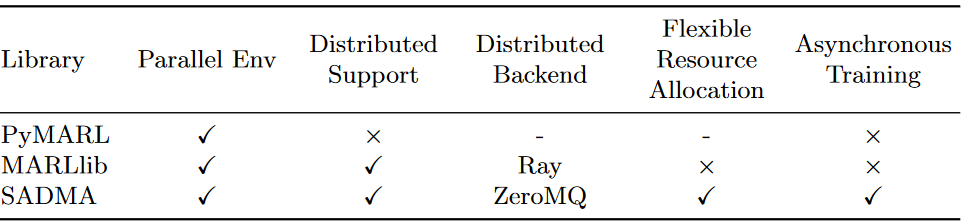 Library Parallel Env Distributed Support Distributed Backend Flexible Resource Allocation Asynchronous Training
PyMARL ✓ × - - ×
MARLlib ✓ ✓ Ray × ×
SADMA ✓ ✓ ZeroMQ ✓ ✓